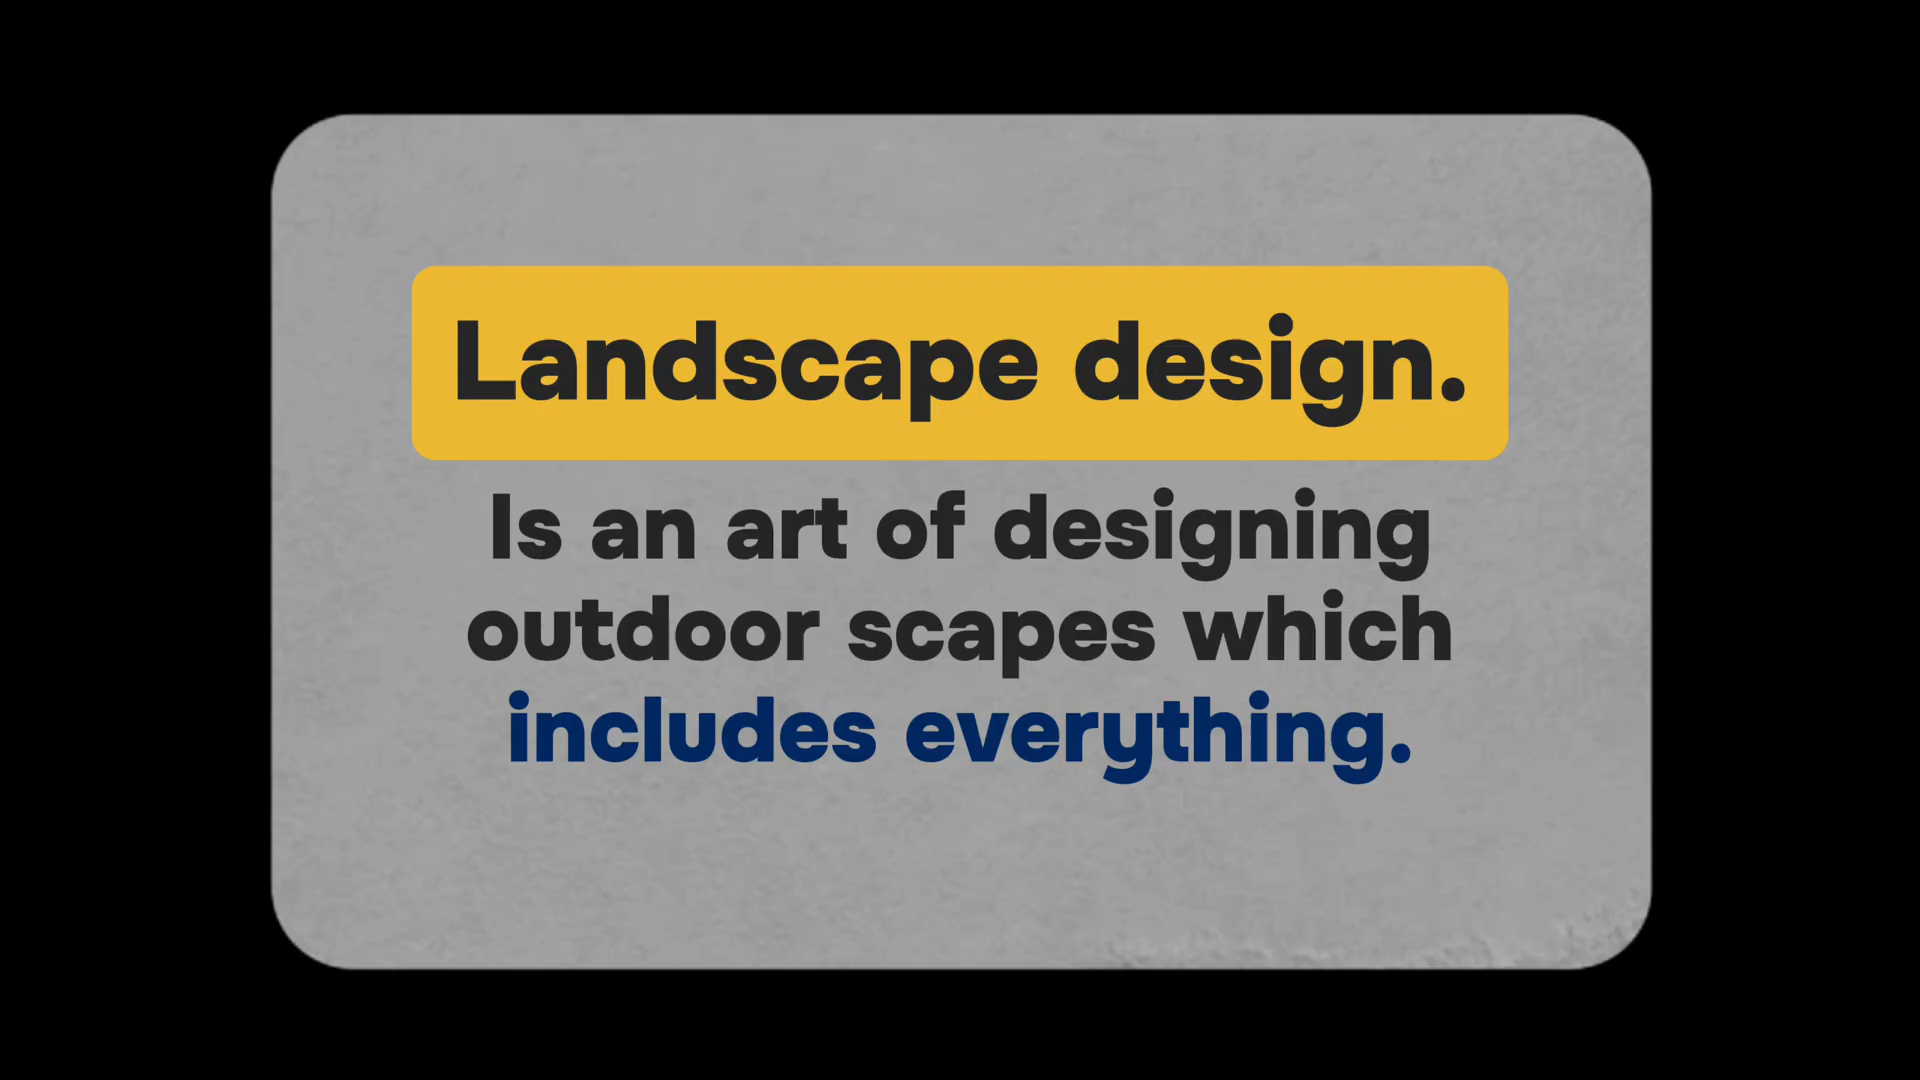 Landscape design.
Is an art of designing
outdoor scapes which
includes everything.